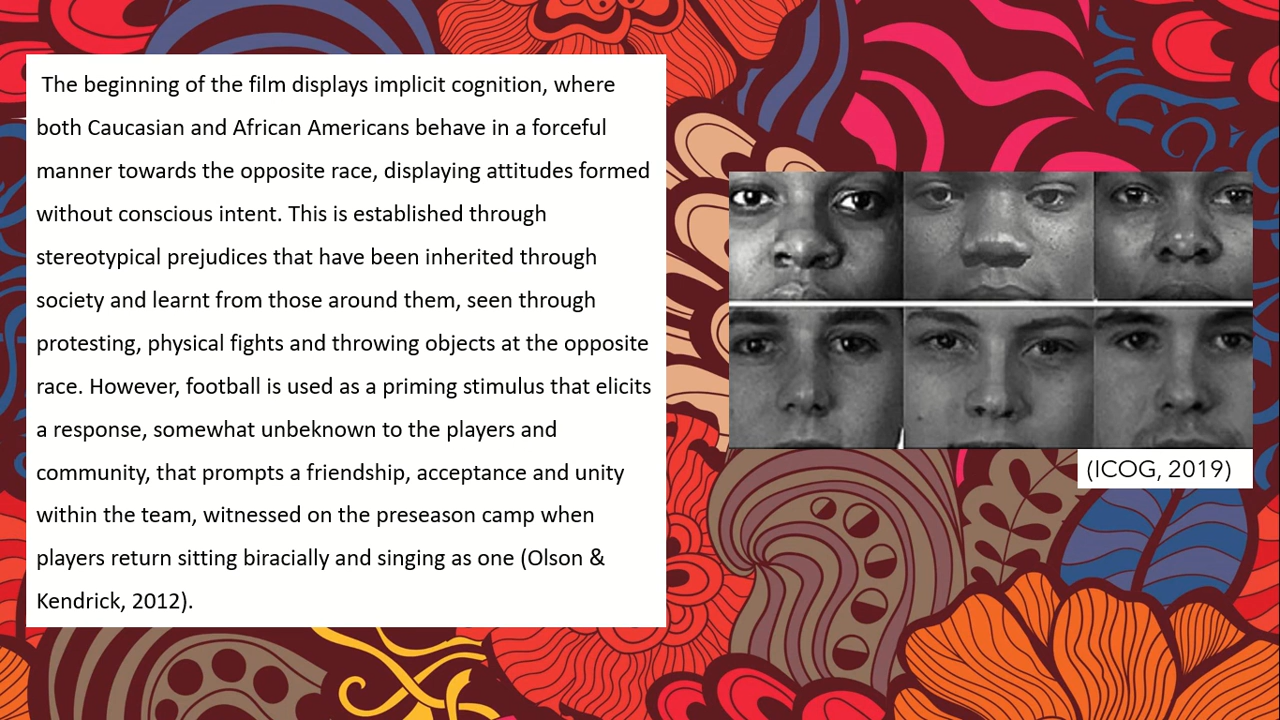 The beginning of the film displays implicit cognition, where
both Caucasian and African Americans behave in a forceful
manner towards the opposite race, displaying attitudes formed
without conscious intent. This is established through
stereotypical prejudices that have been inherited through
society and learnt from those around them, seen through
protesting, physical fights and throwing objects at the opposite
race. However, football is used as a priming stimulus that elicits
a response, somewhat unbeknown to the players and
community, that prompts a friendship, acceptance and unity
within the team, witnessed on the preseason camp when
players return sitting biracially and singing as one (Olson &
Kendrick, 2012).
(ICOG, 2019)